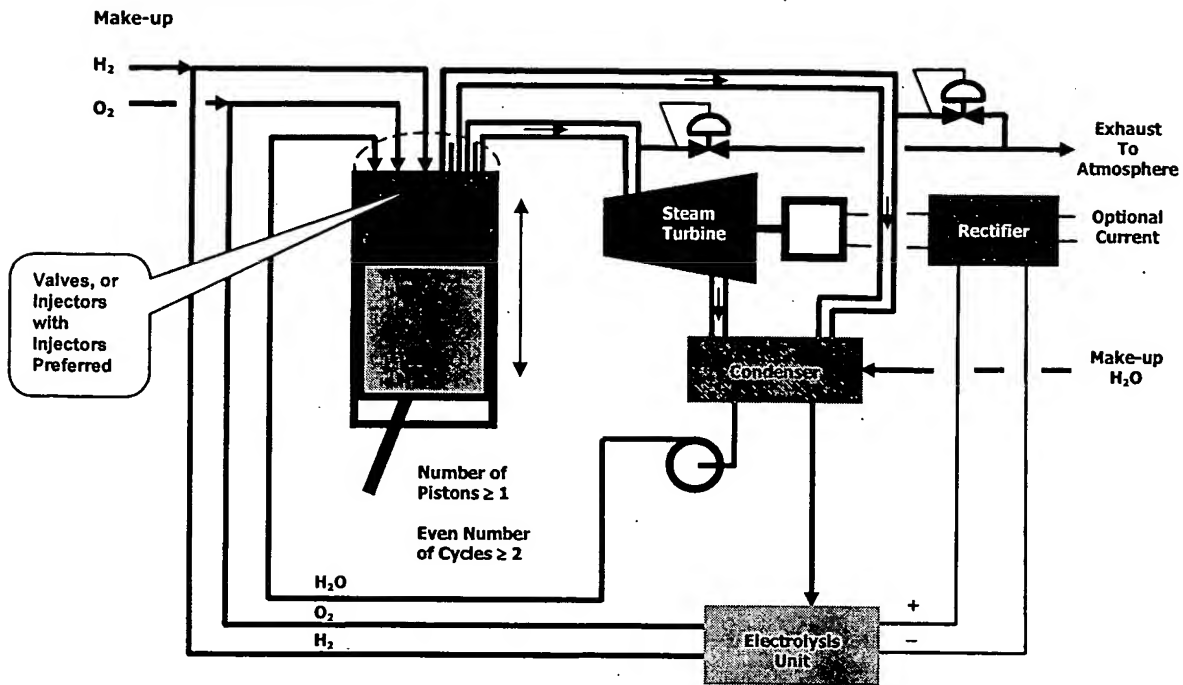 Make-up
H₂
O₂
Exhaust
To
Atmosphere
Steam
Turbine
Rectifier
Optional
Current
Valves, or
Injectors
with
Injectors
Preferred
Condenser
Make-up
H₂O
Number of
Pistons ≥ 1
Even Number
of Cycles ≥ 2
H₂O
O₂
H₂
+
−
Electrolysis
Unit